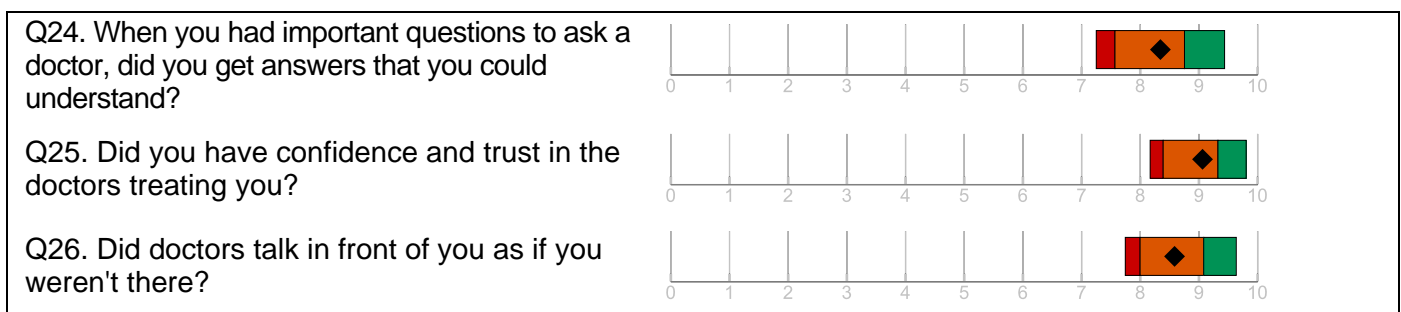 Q24. When you had important questions to ask a
doctor, did you get answers that you could
understand?
0 1 2 3 4 5 6 7 8 9 10
Q25. Did you have confidence and trust in the
doctors treating you?
0 1 2 3 4 5 6 7 8 9 10
Q26. Did doctors talk in front of you as if you
weren't there?
0 1 2 3 4 5 6 7 8 9 10